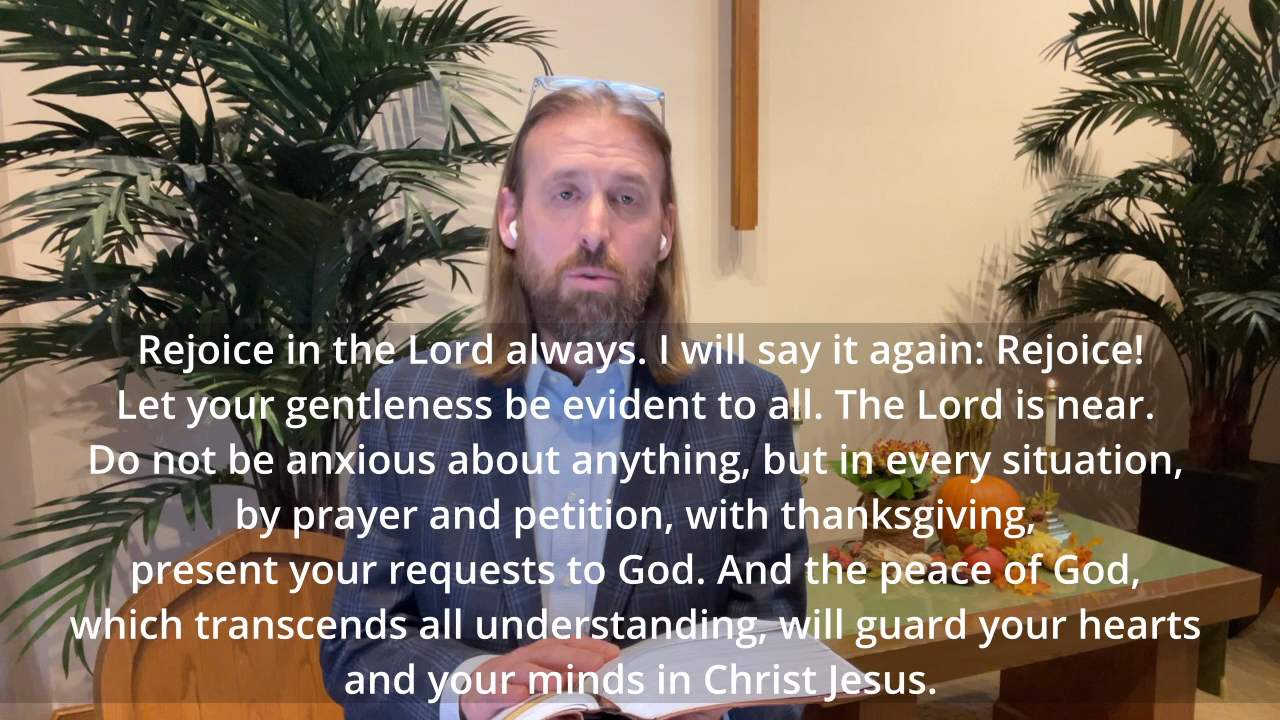 Rejoice in the Lord always. I will say it again: Rejoice!
Let your gentleness be evident to all. The Lord is near.
Do not be anxious about anything, but in every situation,
by prayer and petition, with thanksgiving,
present your requests to God. And the peace of God,
which transcends all understanding, will guard your hearts
and your minds in Christ Jesus.